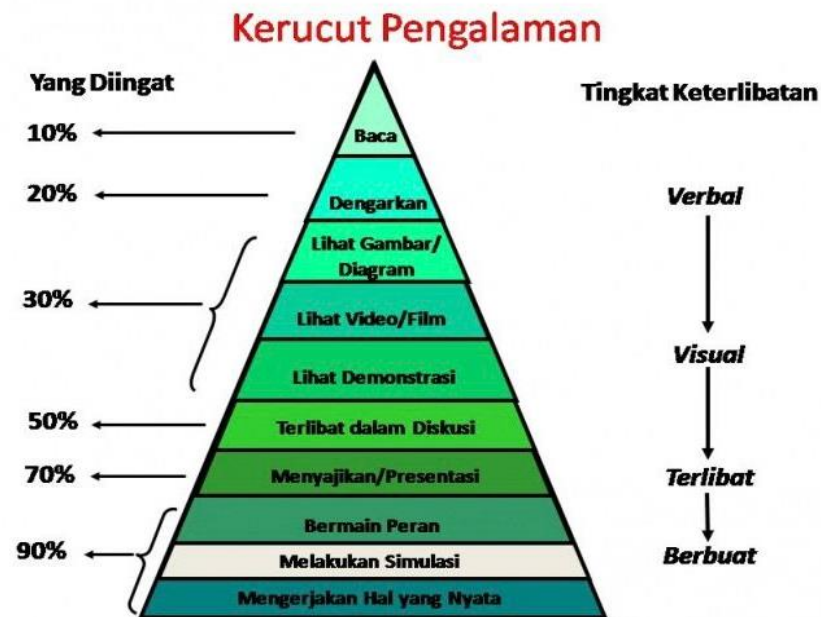 Kerucut Pengalaman
Yang Diingat
Tingkat Keterlibatan
10%
Baca
20%
Dengarkan
Verbal
Lihat Gambar/
Diagram
30%
Lihat Video/Film
Visual
Lihat Demonstrasi
50%
Terlibat dalam Diskusi
70%
Menyajikan/Presentasi
Terlibat
Bermain Peran
90%
Melakukan Simulasi
Berbuat
Mengerjakan Hal yang Nyata